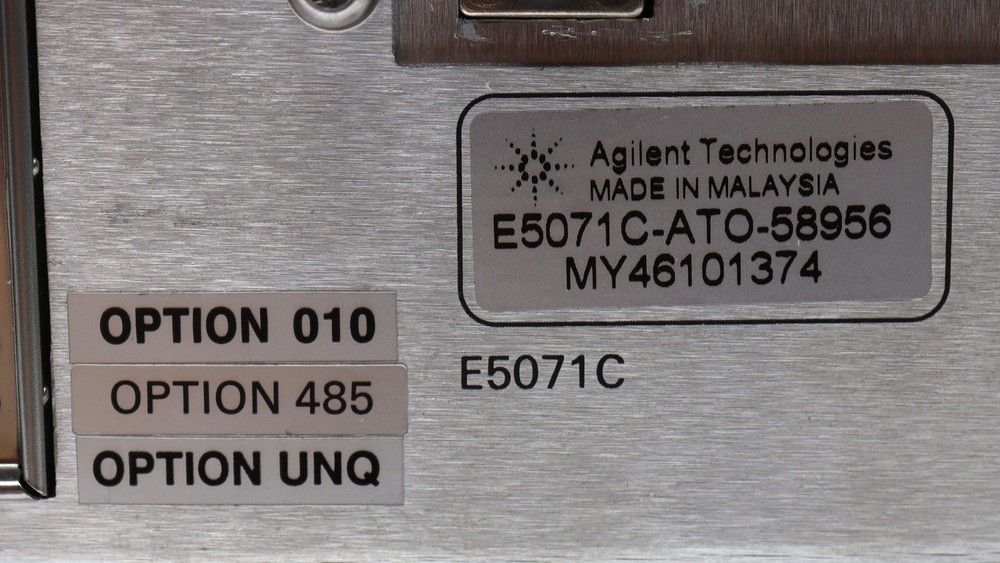 Agilent Technologies
MADE IN MALAYSIA
E5071C-ATO-58956
MY46101374
E5071C
OPTION 010
OPTION 485
OPTION UNQ